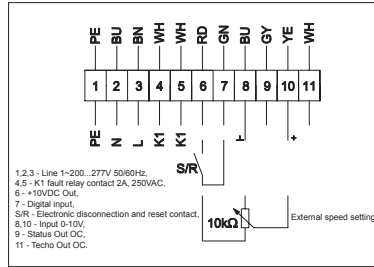 PE BU BN WH WH RD GN BU GY YE WH
1 2 3 4 5 6 7 8 9 10 11
PE N L K1 K1 ⊥ +
S/R
1,2,3 - Line 1~200...277V 50/60Hz,
4,5 - K1 fault relay contact 2A, 250VAC,
6 - +10VDC Out,
7 - Digital input,
S/R - Electronic disconnection and reset contact,
8,10 - Input 0-10V,
9 - Status Out OC,
11 - Techo Out OC.
10kΩ
External speed setting